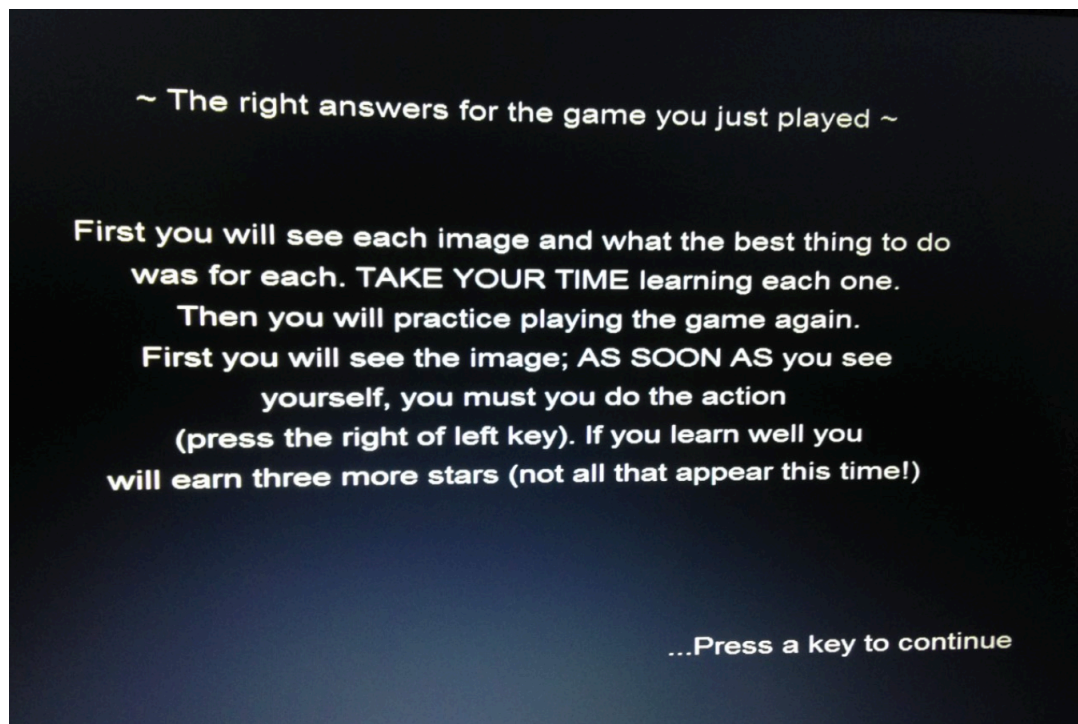 ~ The right answers for the game you just played ~
First you will see each image and what the best thing to do
was for each. TAKE YOUR TIME learning each one.
Then you will practice playing the game again.
First you will see the image; AS SOON AS you see
yourself, you must you do the action
(press the right of left key). If you learn well you
will earn three more stars (not all that appear this time!)
...Press a key to continue